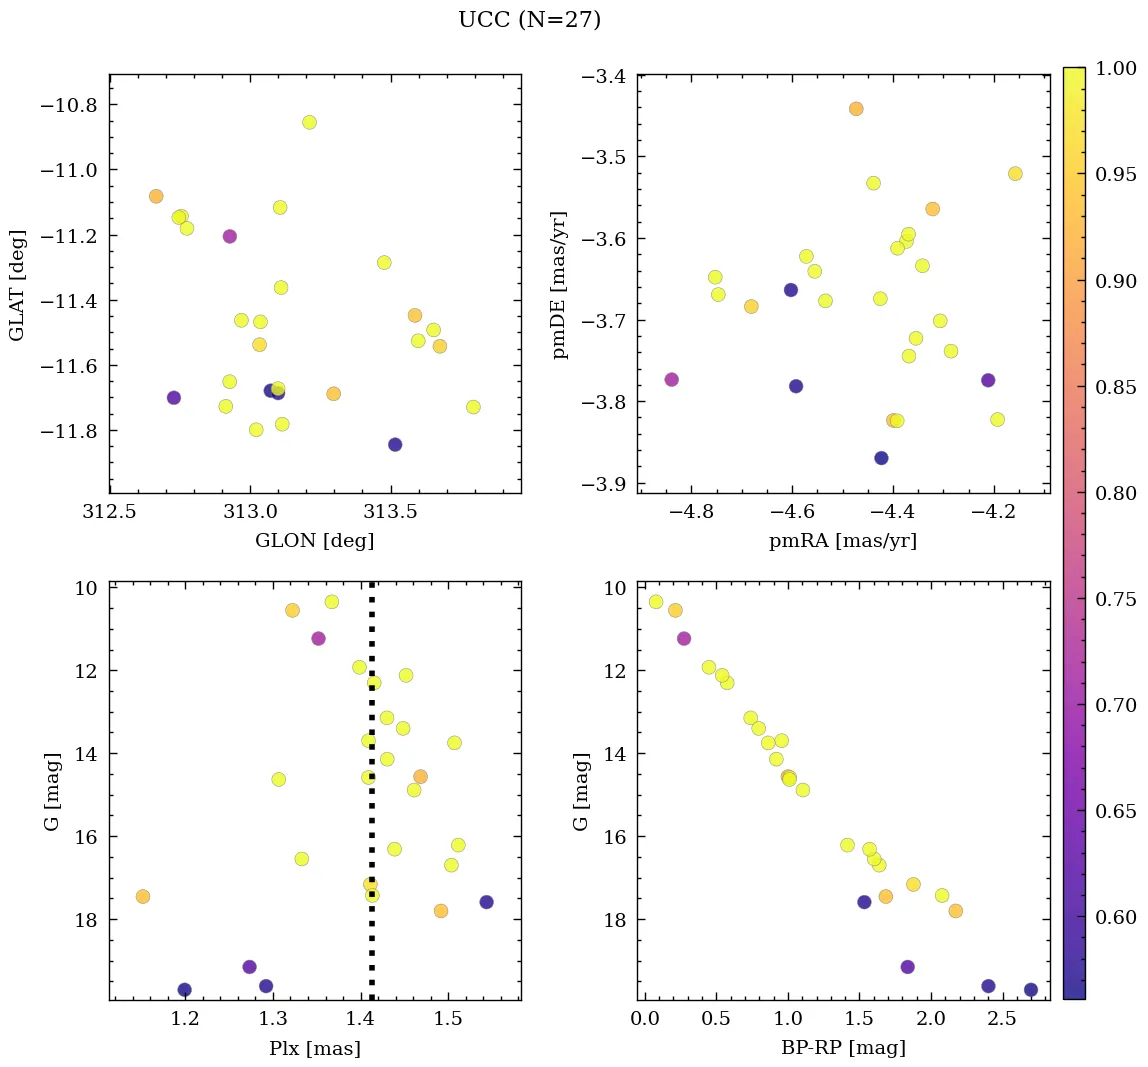 UCC (N=27)
−10.8
−11.0
−11.2
−11.4
−11.6
−11.8
GLAT [deg]
312.5 313.0 313.5
GLON [deg]
−3.4
−3.5
−3.6
−3.7
−3.8
−3.9
pmDE [mas/yr]
−4.8 −4.6 −4.4 −4.2
pmRA [mas/yr]
1.00
0.95
0.90
0.85
0.80
0.75
0.70
0.65
0.60
10
12
14
16
18
G [mag]
1.2 1.3 1.4 1.5
Plx [mas]
10
12
14
16
18
G [mag]
0.0 0.5 1.0 1.5 2.0 2.5
BP-RP [mag]